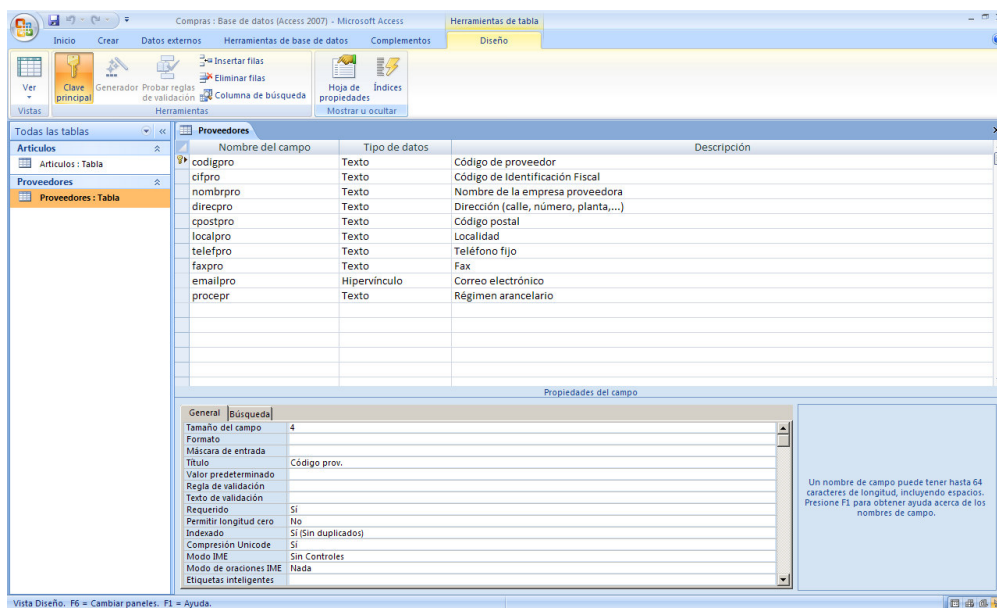 Compras : Base de datos (Access 2007) - Microsoft Access
Herramientas de tabla
Inicio Crear Datos externos Herramientas de base de datos Complementos Diseño
Ver
Clave principal
Generador
Probar reglas de validación
Insertar filas
Eliminar filas
Columna de búsqueda
Hoja de propiedades
Índices
Vistas Herramientas Mostrar u ocultar
Todas las tablas
Articulos
Articulos : Tabla
Proveedores
Proveedores : Tabla
Proveedores
Nombre del campo Tipo de datos Descripción
codigpro Texto Código de proveedor
cifpro Texto Código de Identificación Fiscal
nombrpro Texto Nombre de la empresa proveedora
direcpro Texto Dirección (calle, número, planta,...)
cpostpro Texto Código postal
localpro Texto Localidad
telefpro Texto Teléfono fijo
faxpro Texto Fax
emailpro Hipervínculo Correo electrónico
procepr Texto Régimen arancelario
Propiedades del campo
General Búsqueda
Tamaño del campo 4
Formato
Máscara de entrada
Título Código prov.
Valor predeterminado
Regla de validación
Texto de validación
Requerido Sí
Permitir longitud cero No
Indexado Sí (Sin duplicados)
Compresión Unicode Sí
Modo IME Sin Controles
Modo de oraciones IME Nada
Etiquetas inteligentes
Un nombre de campo puede tener hasta 64
caracteres de longitud, incluyendo espacios.
Presione F1 para obtener ayuda acerca de los
nombres de campo.
Vista Diseño. F6 = Cambiar paneles. F1 = Ayuda.